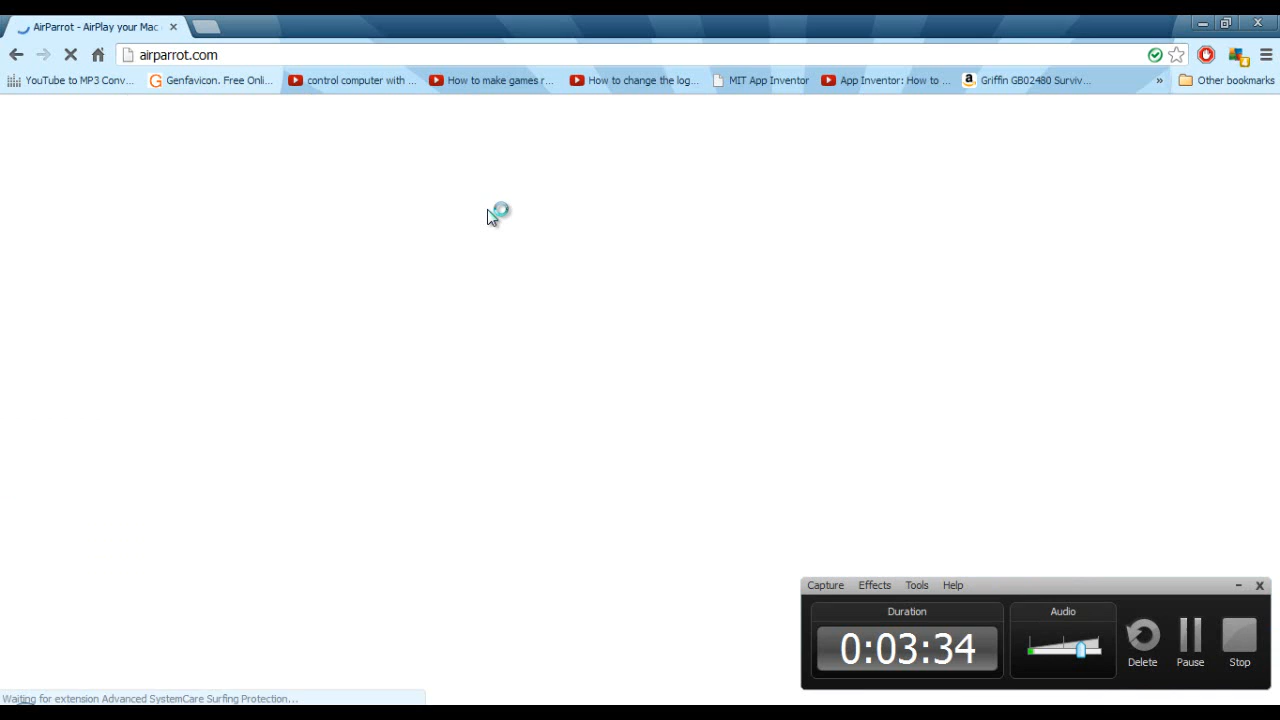 AirParrot - AirPlay your Mac
airparrot.com
YouTube to MP3 Conv... Genfavicon. Free Onli... control computer with ... How to make games r... How to change the log... MIT App Inventor App Inventor: How to ... Griffin GB02480 Surviv... » Other bookmarks
Capture Effects Tools Help
Duration Audio
0:03:34
Delete Pause Stop
Waiting for extension Advanced SystemCare Surfing Protection...